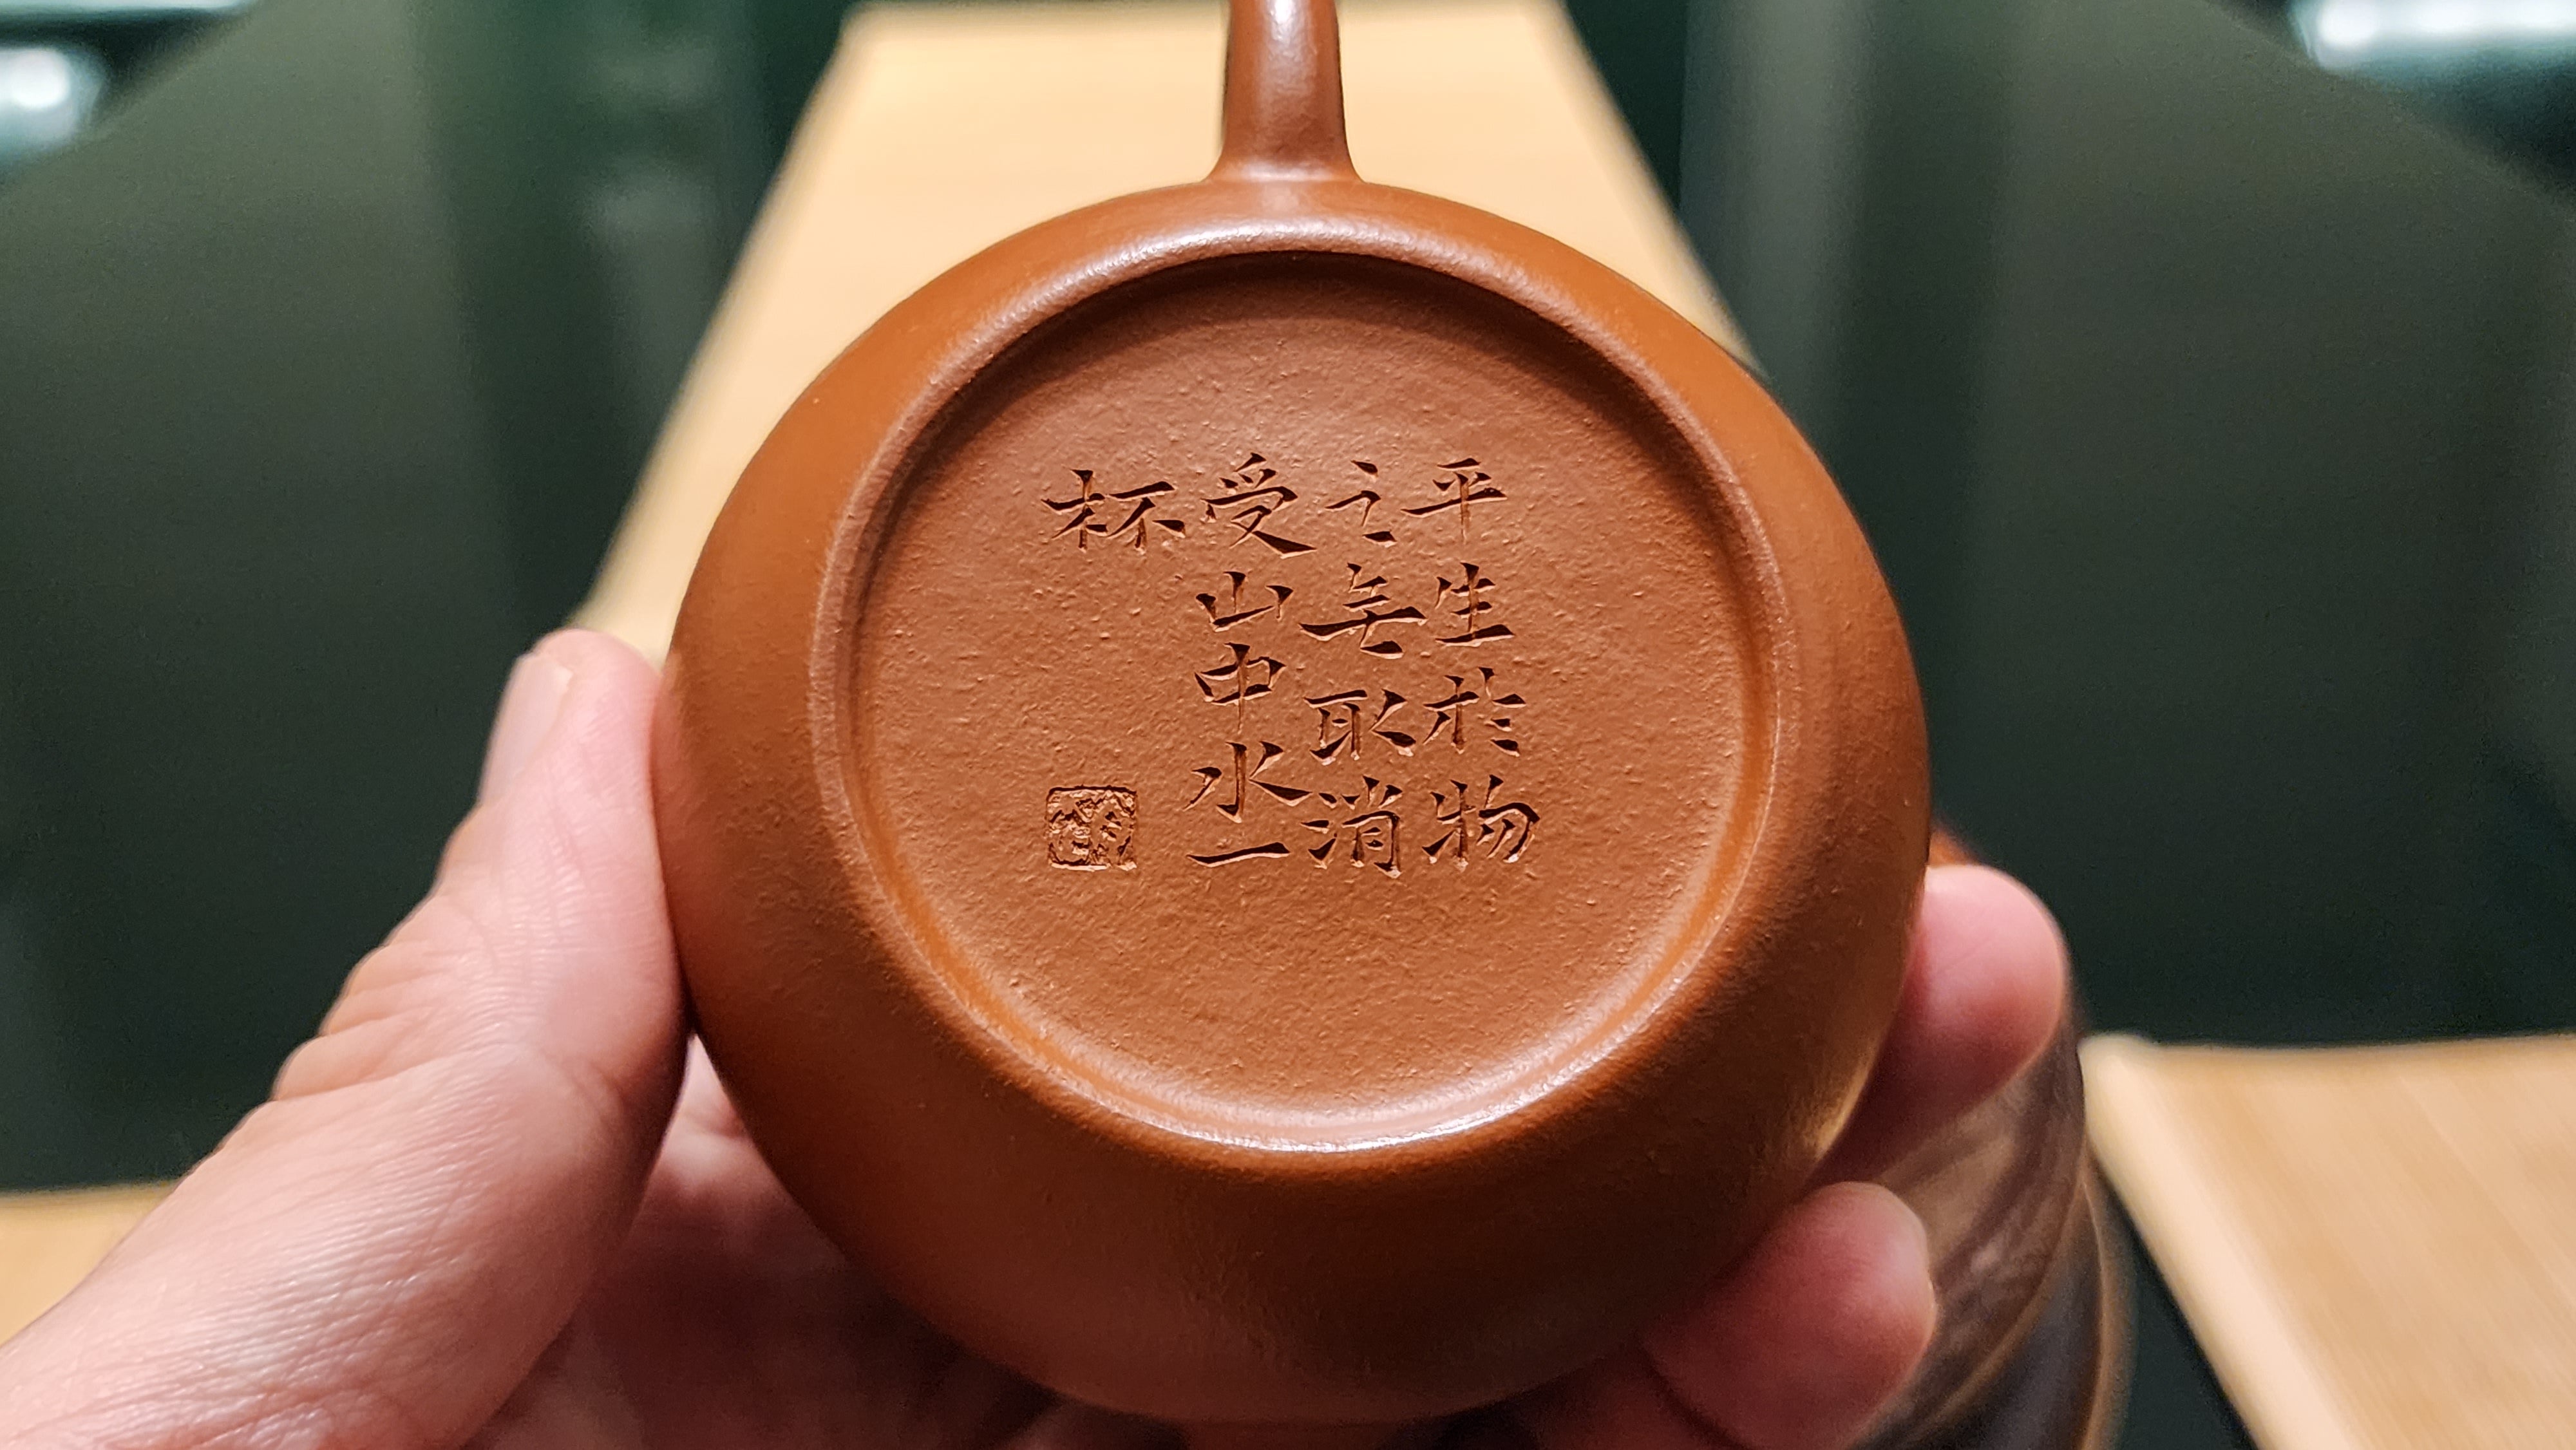 平生於物
之無取消
受山中水一
杯